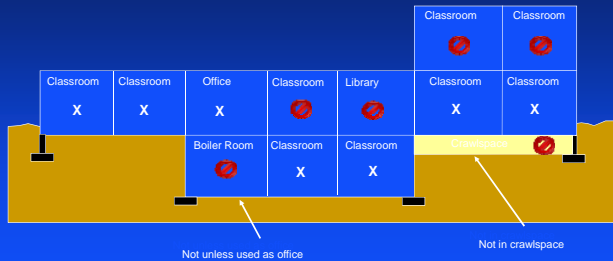 Classroom Classroom
Classroom Classroom Office Classroom Library Classroom Classroom
X X X X X
Boiler Room Classroom Classroom Crawlspace
X X
Not in crawlspace
Not unless used as office